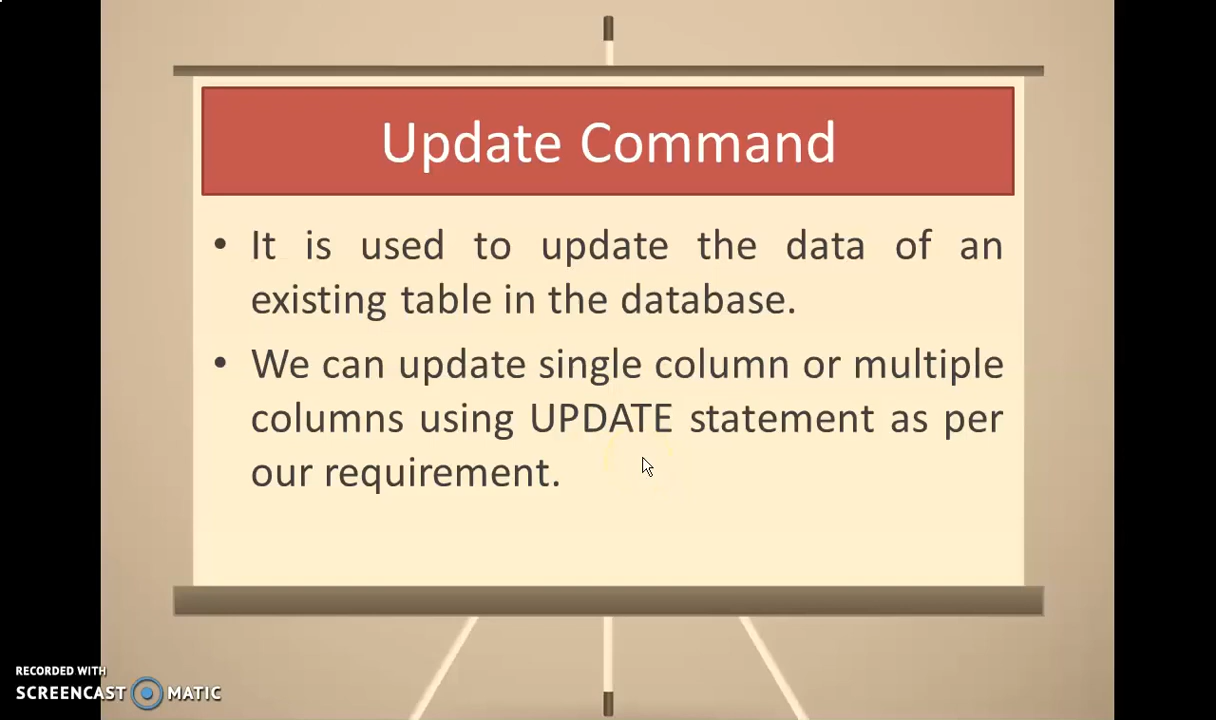 Update Command
• It is used to update the data of an
existing table in the database.
• We can update single column or multiple
columns using UPDATE statement as per
our requirement.
RECORDED WITH
SCREENCAST MATIC